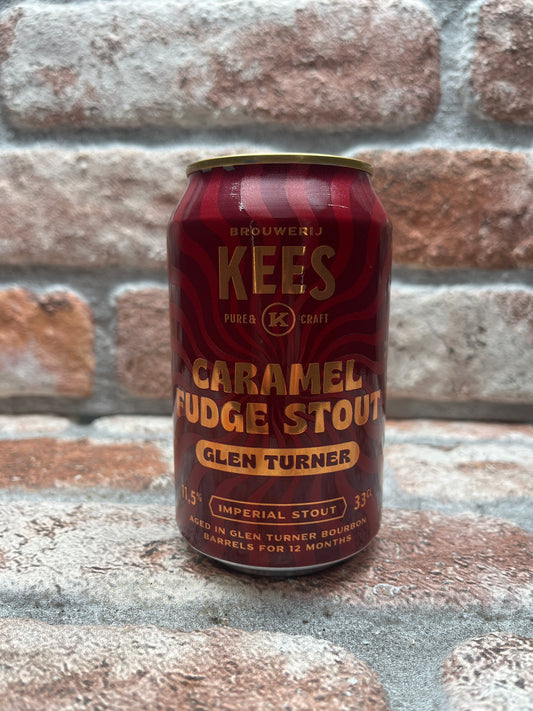 BROUWERIJ
KEES
PURE & K CRAFT
CARAMEL
FUDGE STOUT
GLEN TURNER
11,5% IMPERIAL STOUT 33CL
AGED IN GLEN TURNER BOURBON
BARRELS FOR 12 MONTHS